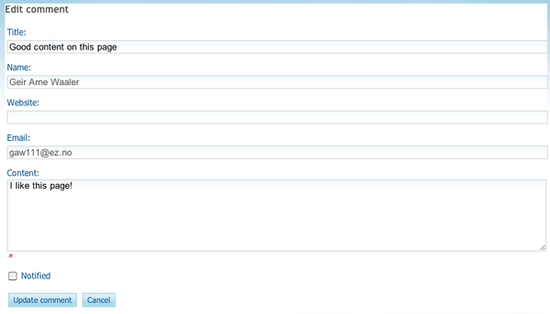 Edit comment
Title:
Good content on this page
Name:
Geir Arne Waaler
Website:
Email:
gaw111@ez.no
Content:
I like this page!
*
Notified
Update comment Cancel